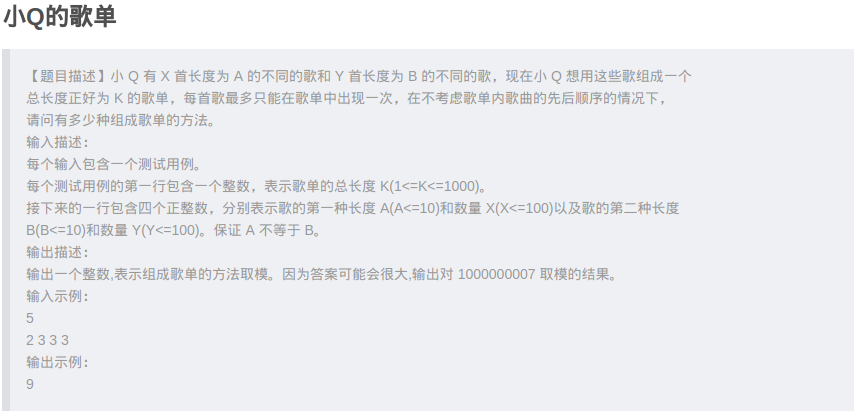 小Q的歌单
【题目描述】小 Q 有 X 首长度为 A 的不同的歌和 Y 首长度为 B 的不同的歌，现在小 Q 想用这些歌组成一个
总长度正好为 K 的歌单，每首歌最多只能在歌单中出现一次，在不考虑歌单内歌曲的先后顺序的情况下，
请问有多少种组成歌单的方法。
输入描述:
每个输入包含一个测试用例。
每个测试用例的第一行包含一个整数，表示歌单的总长度 K(1<=K<=1000)。
接下来的一行包含四个正整数，分别表示歌的第一种长度 A(A<=10)和数量 X(X<=100)以及歌的第二种长度
B(B<=10)和数量 Y(Y<=100)。保证 A 不等于 B。
输出描述:
输出一个整数,表示组成歌单的方法取模。因为答案可能会很大,输出对 1000000007 取模的结果。
输入示例:
5
2 3 3 3
输出示例:
9